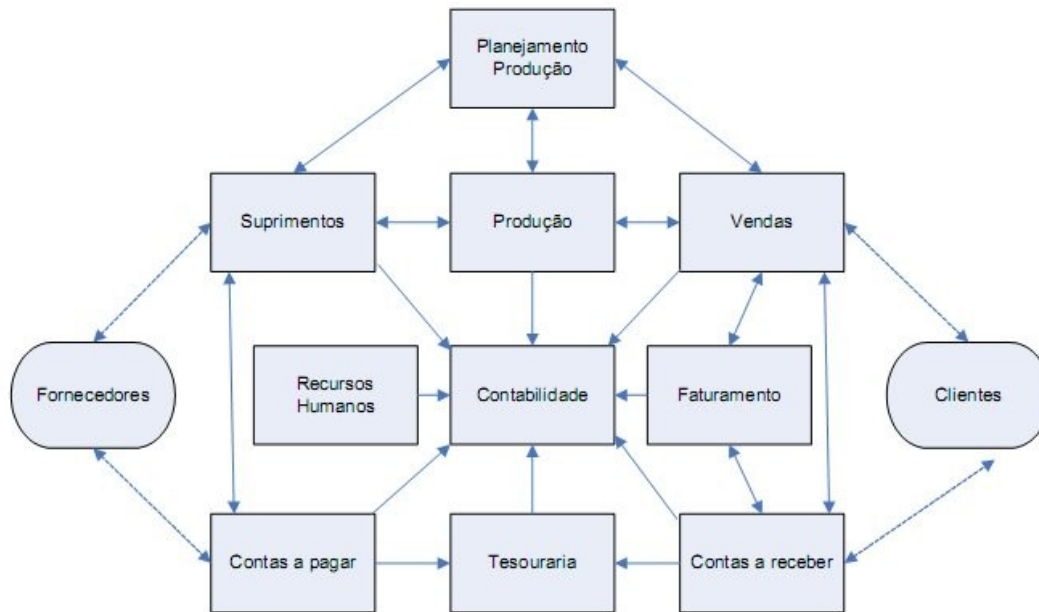 Planejamento
Produção
Suprimentos
Produção
Vendas
Fornecedores
Recursos
Humanos
Contabilidade
Faturamento
Clientes
Contas a pagar
Tesouraria
Contas a receber